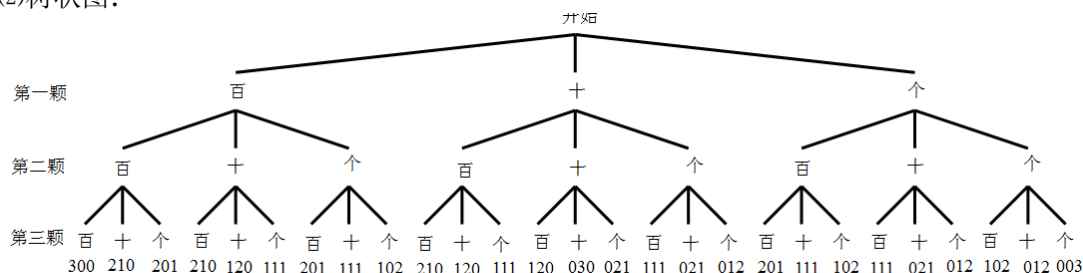 ⑵树状图：
开始
第一颗 百 十 个
第二颗 百 十 个 百 十 个 百 十 个
第三颗 百 十 个 百 十 个 百 十 个 百 十 个 百 十 个 百 十 个 百 十 个 百 十 个 百 十 个
300 210 201 210 120 111 201 111 102 210 120 111 120 030 021 111 021 012 201 111 102 111 021 012 102 012 003